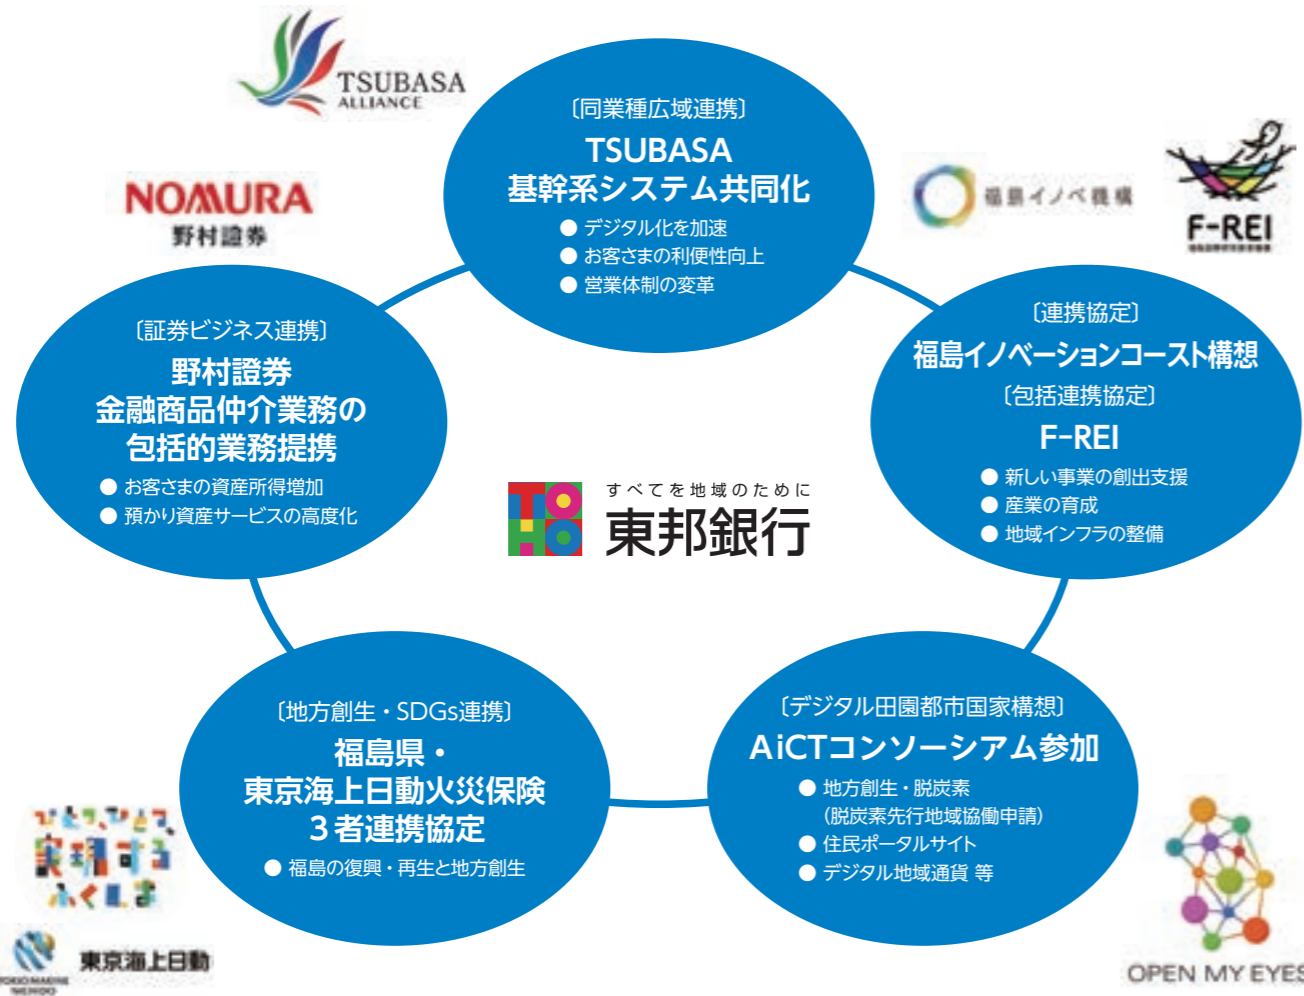 TSUBASA
ALLIANCE
〔同業種広域連携〕
TSUBASA
基幹系システム共同化
● デジタル化を加速
● お客さまの利便性向上
● 営業体制の変革
NOMURA
野村證券
福島イノベ機構
F-REI
〔証券ビジネス連携〕
野村證券
金融商品仲介業務の
包括的業務提携
● お客さまの資産所得増加
● 預かり資産サービスの高度化
〔連携協定〕
福島イノベーションコースト構想
〔包括連携協定〕
F-REI
● 新しい事業の創出支援
● 産業の育成
● 地域インフラの整備
TOHO
すべてを地域のために
東邦銀行
〔地方創生・SDGs連携〕
福島県・
東京海上日動火災保険
3者連携協定
● 福島の復興・再生と地方創生
〔デジタル田園都市国家構想〕
AiCTコンソーシアム参加
● 地方創生・脱炭素
(脱炭素先行地域協働申請)
● 住民ポータルサイト
● デジタル地域通貨 等
ひとつ、ひとつ、
実現する
ふくしま
東京海上日動
TOKIO MARINE
NICHIDO
OPEN MY EYES